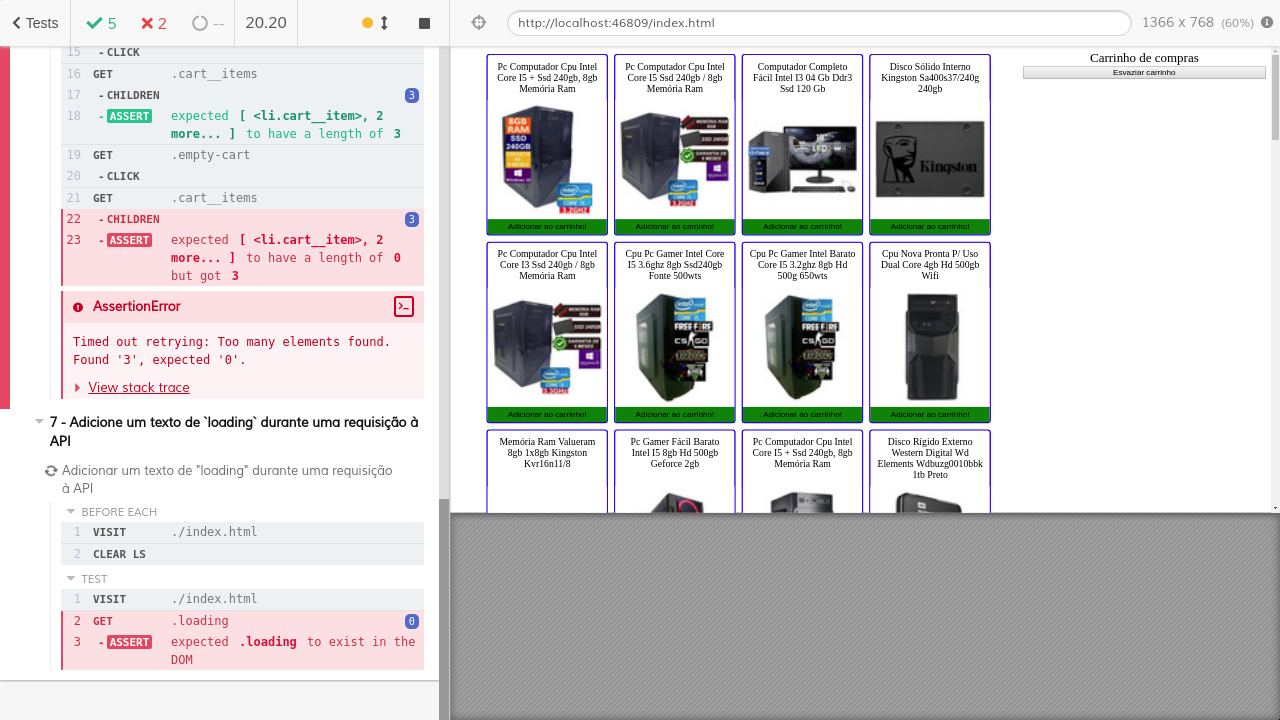 Tests
5
2
--
20.20
http://localhost:46809/index.html
1366 x 768 (60%)
15 -CLICK
16 GET .cart__items
17 -CHILDREN 3
18 -ASSERT expected [ <li.cart__item>, 2
more... ] to have a length of 3
19 GET .empty-cart
20 -CLICK
21 GET .cart_items
22 -CHILDREN 3
23 -ASSERT expected [ <li.cart__item>, 2
more... ] to have a length of 0
but got 3
AssertionError
Timed out retrying: Too many elements found.
Found '3', expected '0'.
View stack trace
7 - Adicione um texto de `loading` durante uma requisição à
API
Adicionar um texto de "loading" durante uma requisição
à API
BEFORE EACH
1 VISIT ./index.html
2 CLEAR LS
TEST
1 VISIT ./index.html
2 GET .loading 0
3 -ASSERT expected .loading to exist in the
DOM
Pc Computador Cpu Intel
Core I5 + Ssd 240gb, 8gb
Memória Ram
8GB
RAM
SSD
240GB
Adicionar ao carrinho!
Pc Computador Cpu Intel
Core I5 Ssd 240gb / 8gb
Memória Ram
Adicionar ao carrinho!
Computador Completo
Fácil Intel I3 04 Gb Ddr3
Ssd 120 Gb
Adicionar ao carrinho!
Disco Sólido Interno
Kingston Sa400s37/240g
240gb
Kingston
Adicionar ao carrinho!
Pc Computador Cpu Intel
Core I3 Ssd 240gb / 8gb
Memória Ram
Adicionar ao carrinho!
Cpu Pc Gamer Intel Core
I5 3.6ghz 8gb Ssd240gb
Fonte 500wts
FREE FIRE
CS:GO
Adicionar ao carrinho!
Cpu Pc Gamer Intel Barato
Core I5 3.2ghz 8gb Hd
500g 650wts
FREE FIRE
CS:GO
Adicionar ao carrinho!
Cpu Nova Pronta P/ Uso
Dual Core 4gb Hd 500gb
Wifi
Adicionar ao carrinho!
Memória Ram Valueram
8gb 1x8gb Kingston
Kvr16n11/8
Pc Gamer Fácil Barato
Intel I5 8gb Hd 500gb
Geforce 2gb
Pc Computador Cpu Intel
Core I5 + Ssd 240gb, 8gb
Memória Ram
Disco Rígido Externo
Western Digital Wd
Elements Wdbuzg0010bbk
1tb Preto
Carrinho de compras
Esvaziar carrinho